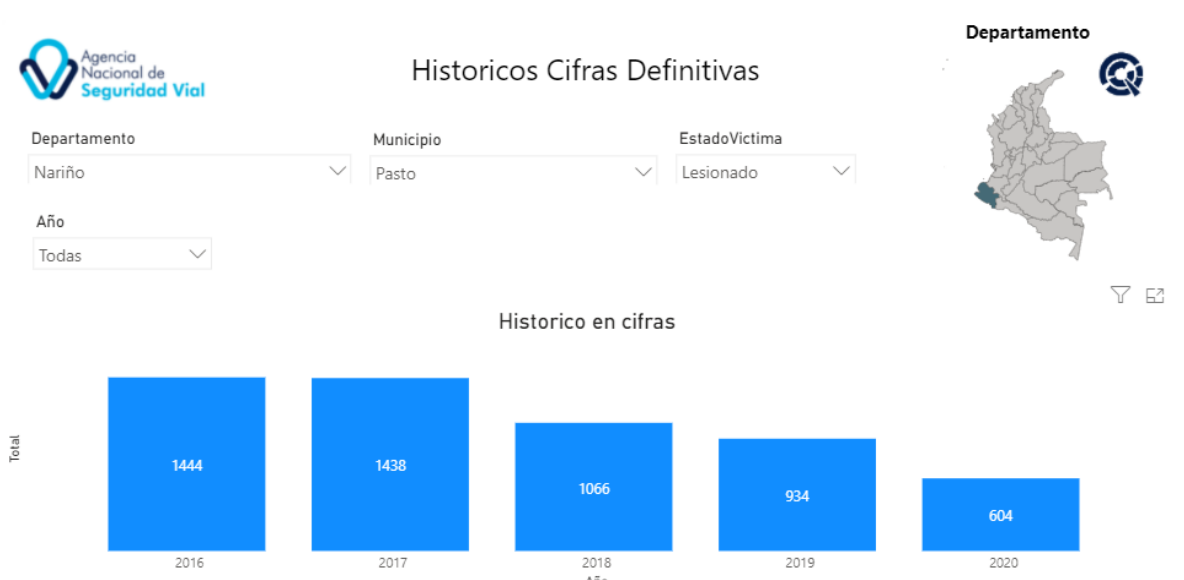 Departamento
Agencia
Nacional de
Seguridad Vial
Historicos Cifras Definitivas
Departamento
Nariño
Municipio
Pasto
EstadoVictima
Lesionado
Año
Todas
Historico en cifras
Total
1444
1438
1066
934
604
2016
2017
2018
2019
2020
Año